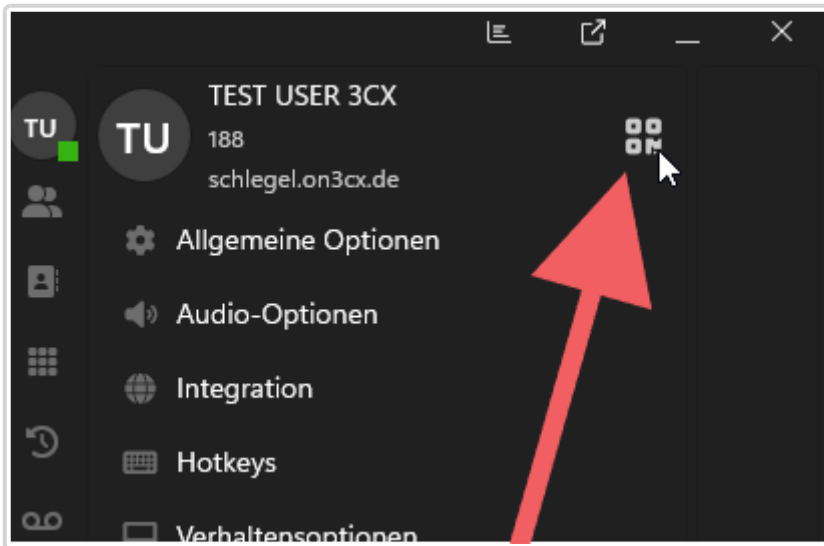 TEST USER 3CX
TU
TU
188
schlegel.on3cx.de
Allgemeine Optionen
Audio-Optionen
Integration
Hotkeys
Verhaltensoptionen